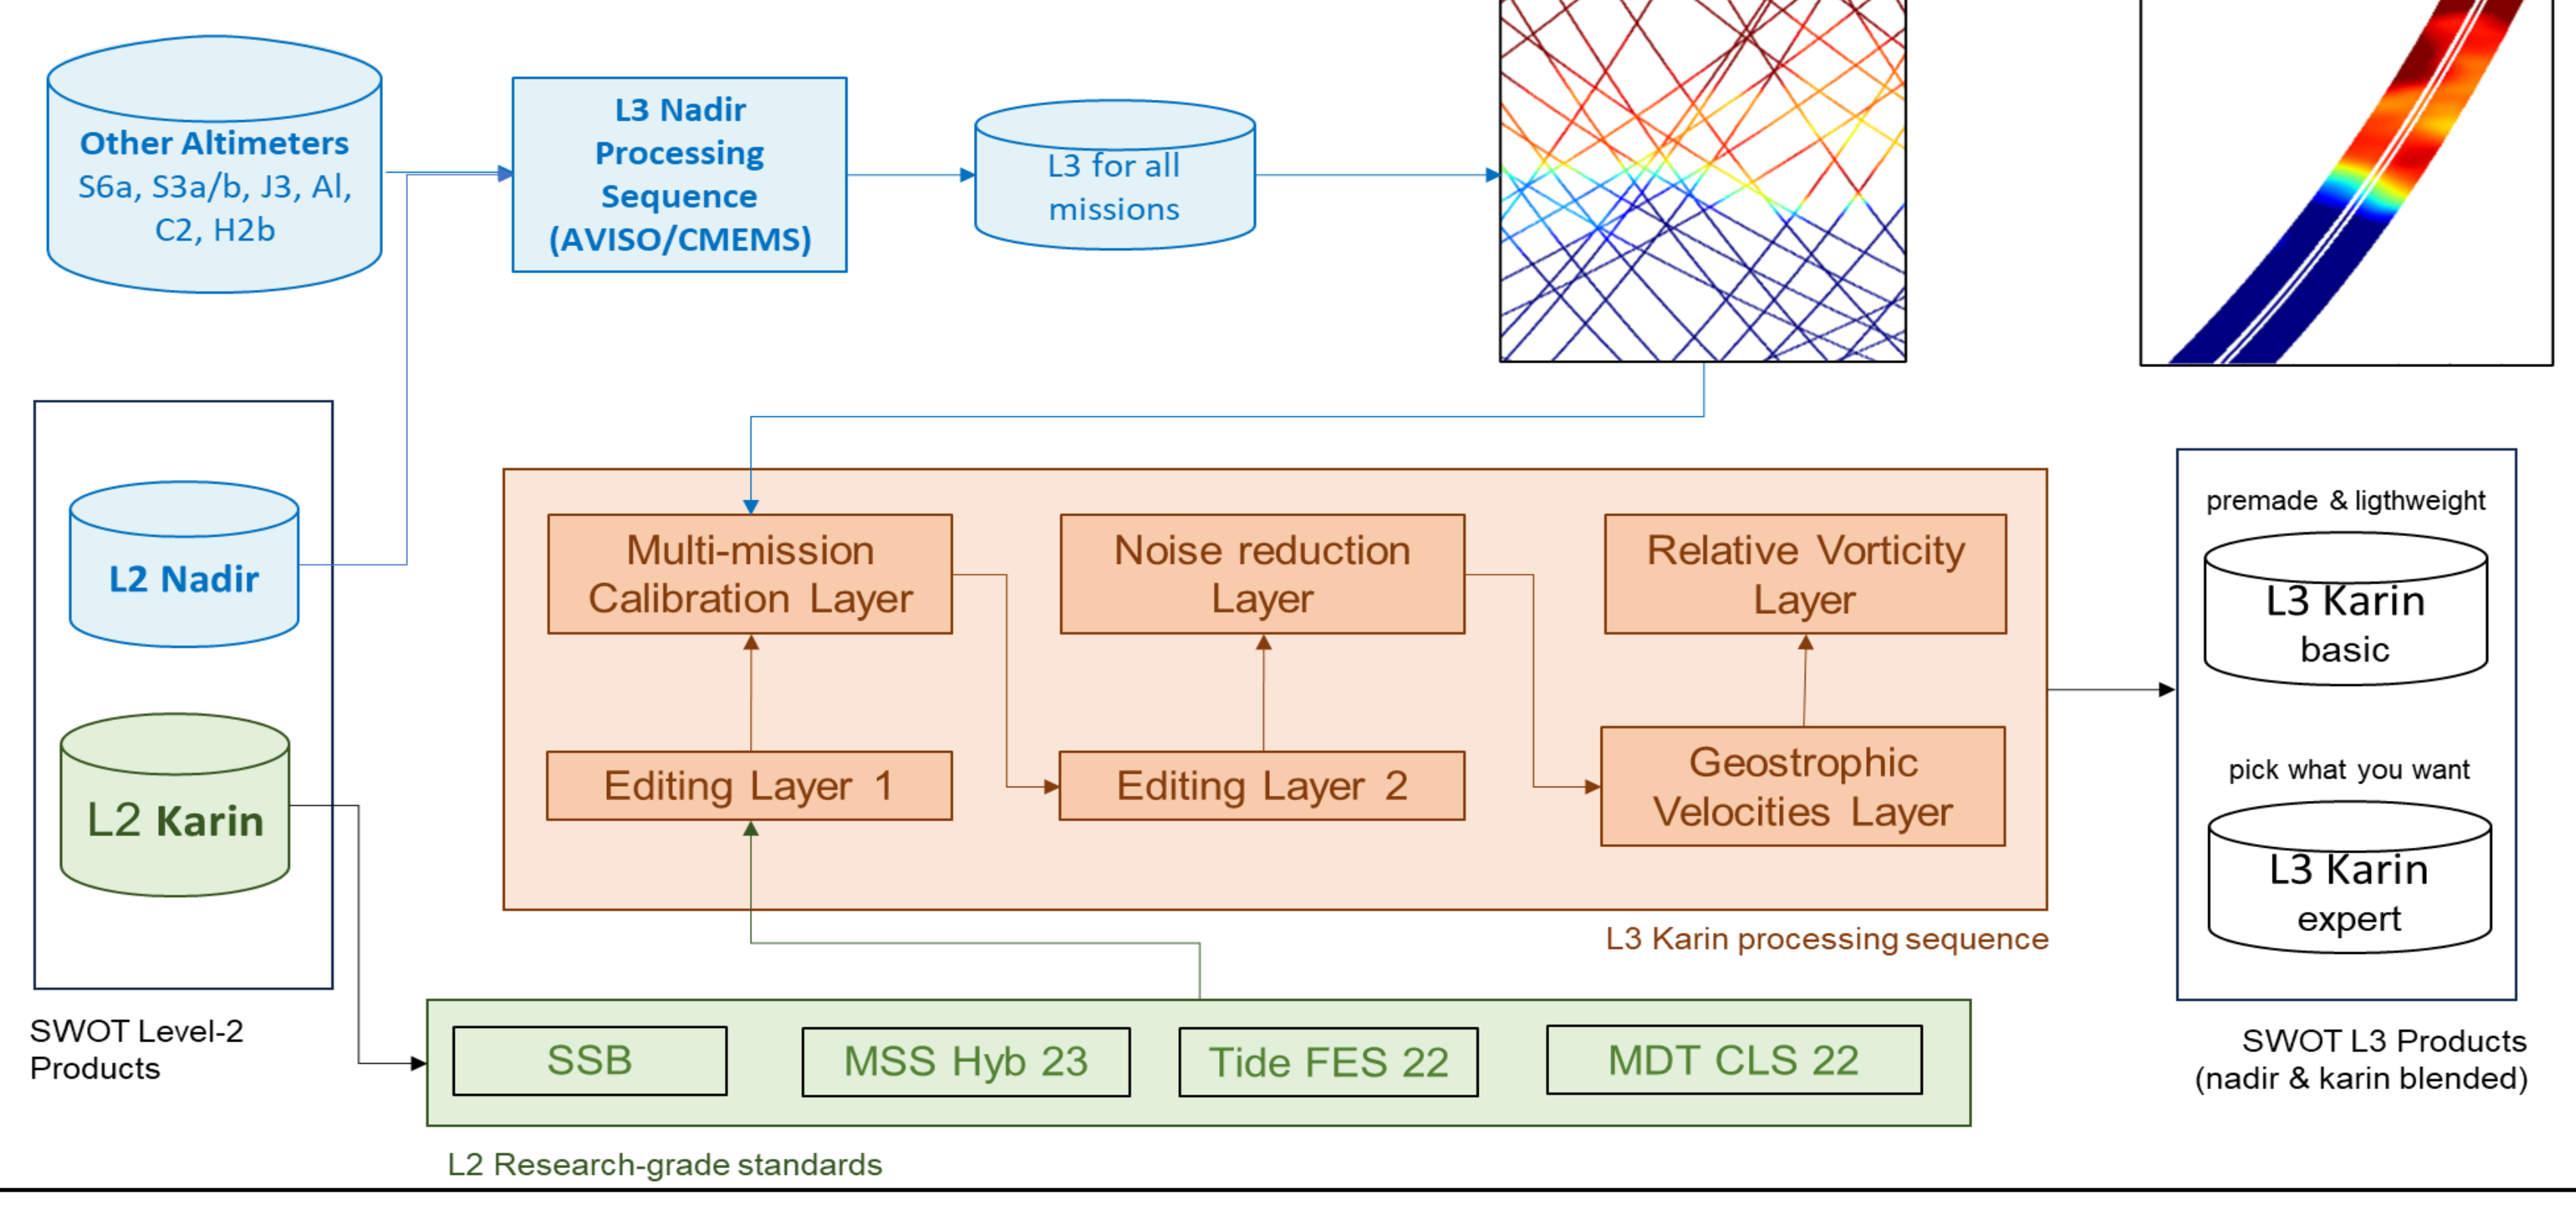 Other Altimeters
S6a, S3a/b, J3, Al,
C2, H2b
L3 Nadir
Processing
Sequence
(AVISO/CMEMS)
L3 for all
missions
L2 Nadir
L2 Karin
SWOT Level-2
Products
Multi-mission
Calibration Layer
Noise reduction
Layer
Relative Vorticity
Layer
Editing Layer 1
Editing Layer 2
Geostrophic
Velocities Layer
L3 Karin processing sequence
SSB
MSS Hyb 23
Tide FES 22
MDT CLS 22
L2 Research-grade standards
premade & ligthweight
L3 Karin
basic
pick what you want
L3 Karin
expert
SWOT L3 Products
(nadir & karin blended)